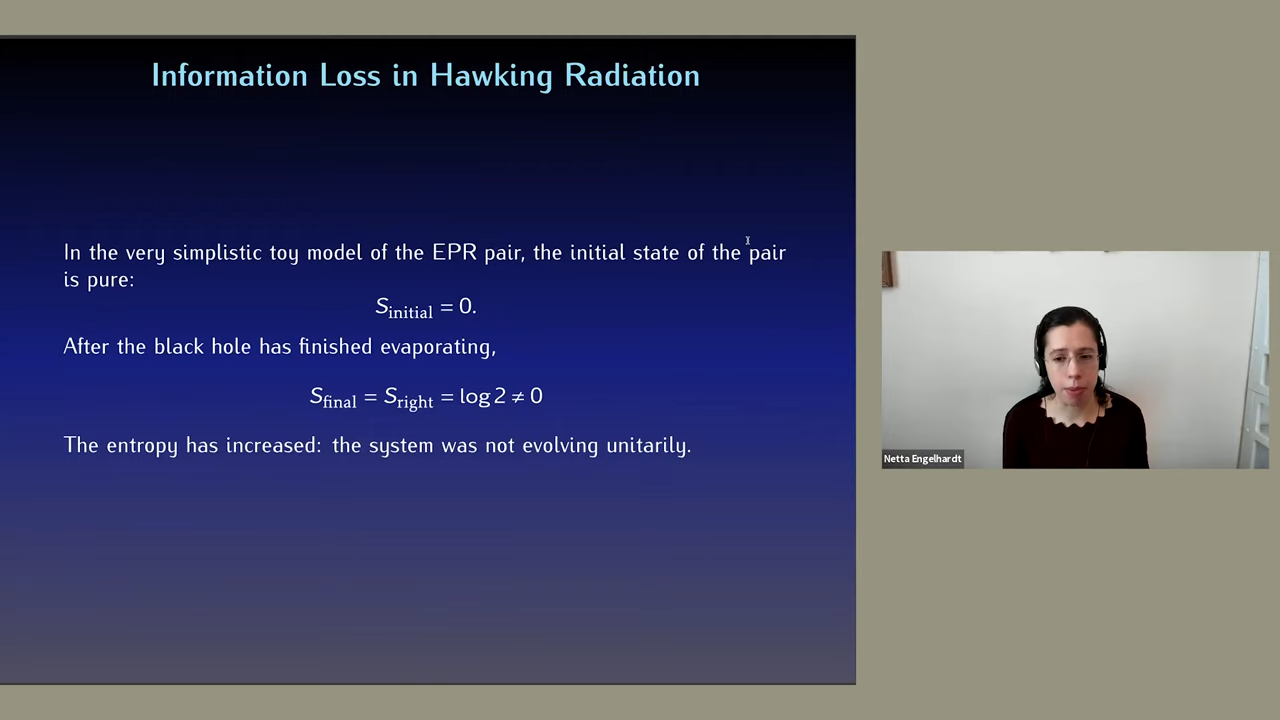 Information Loss in Hawking Radiation
In the very simplistic toy model of the EPR pair, the initial state of the pair
is pure:
S_initial = 0.
After the black hole has finished evaporating,
S_final = S_right = log 2 ≠ 0
The entropy has increased: the system was not evolving unitarily.
Netta Engelhardt